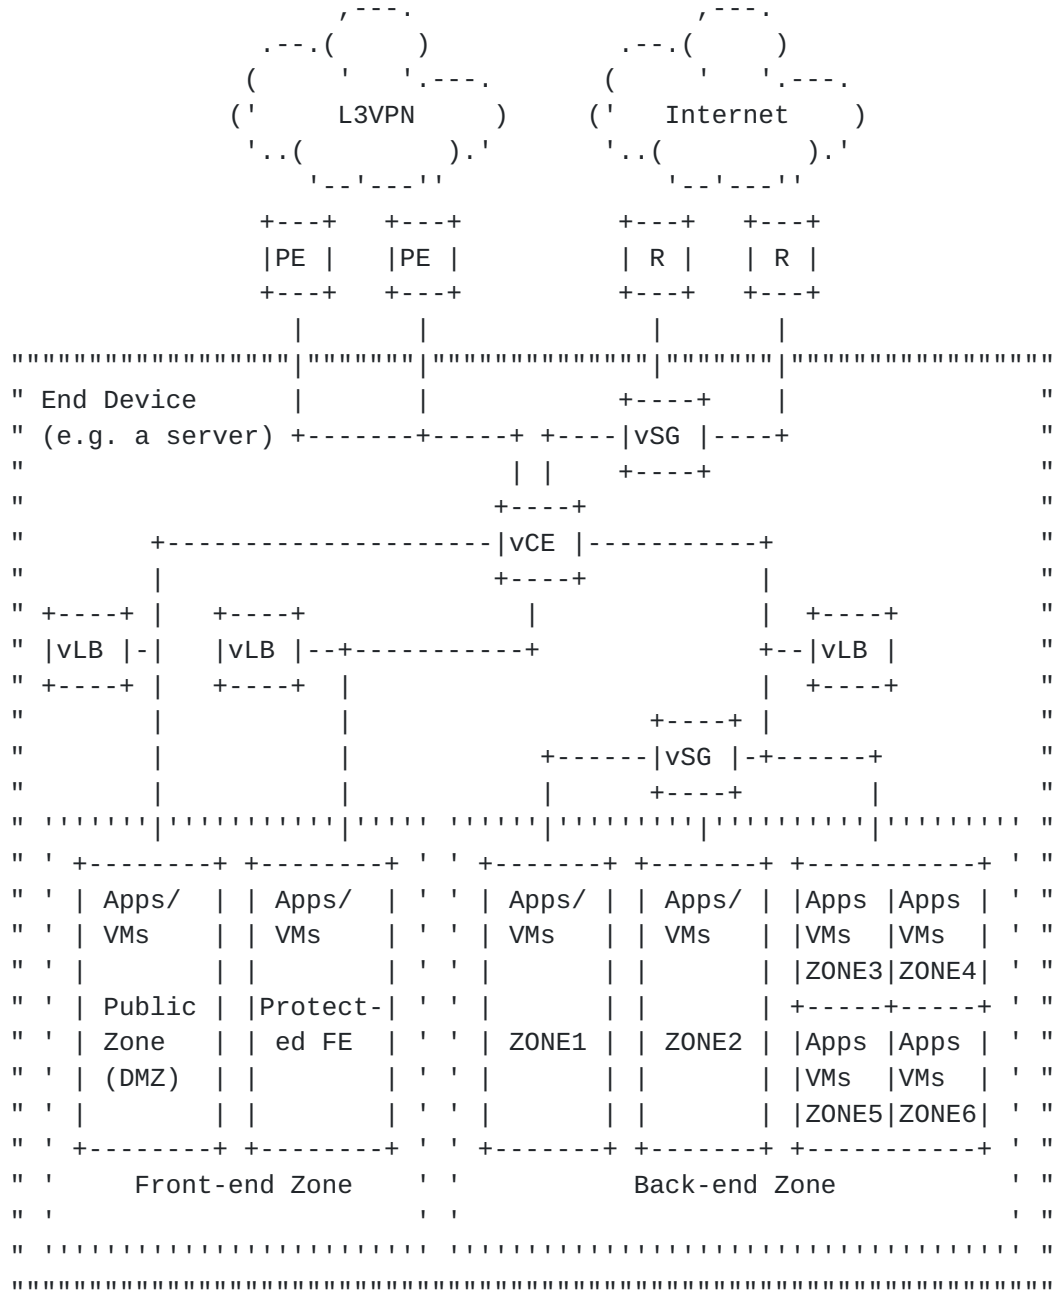 L3VPN Internet
PE PE R R
End Device
(e.g. a server) vSG
vCE
vLB vLB vLB
vSG
Apps/ Apps/ Apps/ Apps/ Apps Apps
VMs VMs VMs VMs VMs VMs
ZONE3 ZONE4
Public Protect-
Zone ed FE ZONE1 ZONE2 Apps Apps
(DMZ) VMs VMs
ZONE5 ZONE6
Front-end Zone Back-end Zone